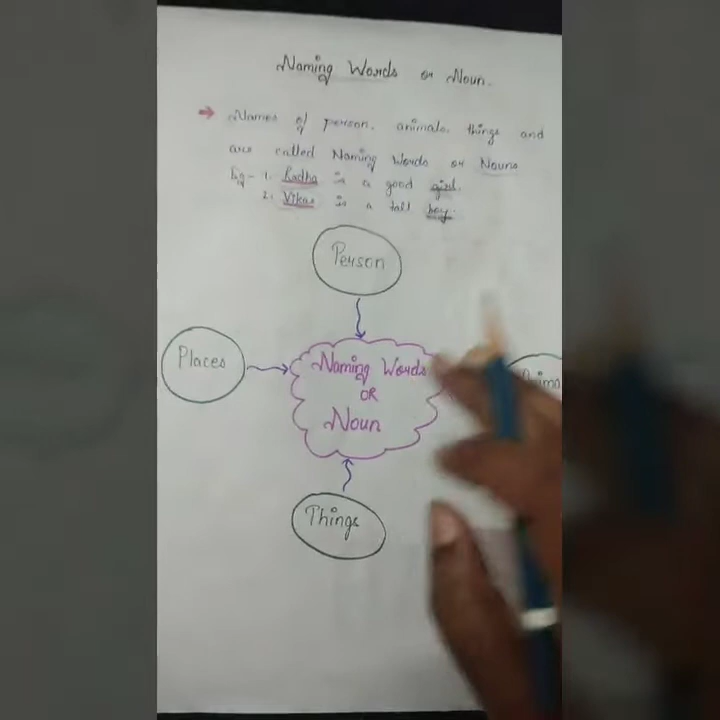 Naming Words or Noun.
→ Names of person, animals, things and
are called Naming Words or Nouns
Eg- 1. Radha is a good girl.
2. Vikas is a tall boy.
Person
Places
Naming Words
OR
Noun
Things